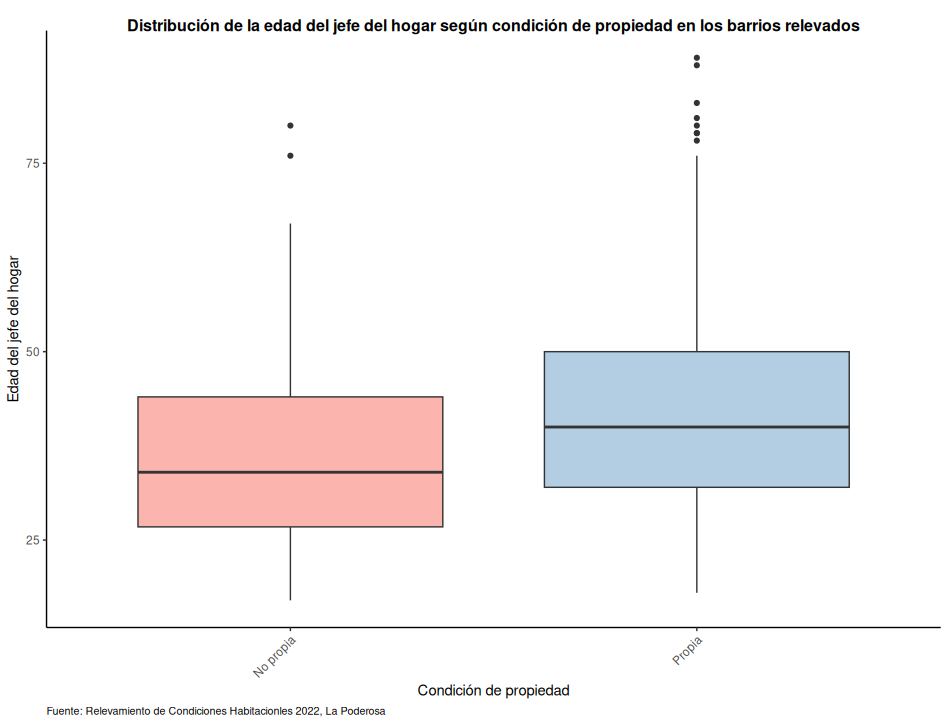 Distribución de la edad del jefe del hogar según condición de propiedad en los barrios relevados
Edad del jefe del hogar
75
50
25
No propia
Propia
Condición de propiedad
Fuente: Relevamiento de Condiciones Habitacionles 2022, La Poderosa